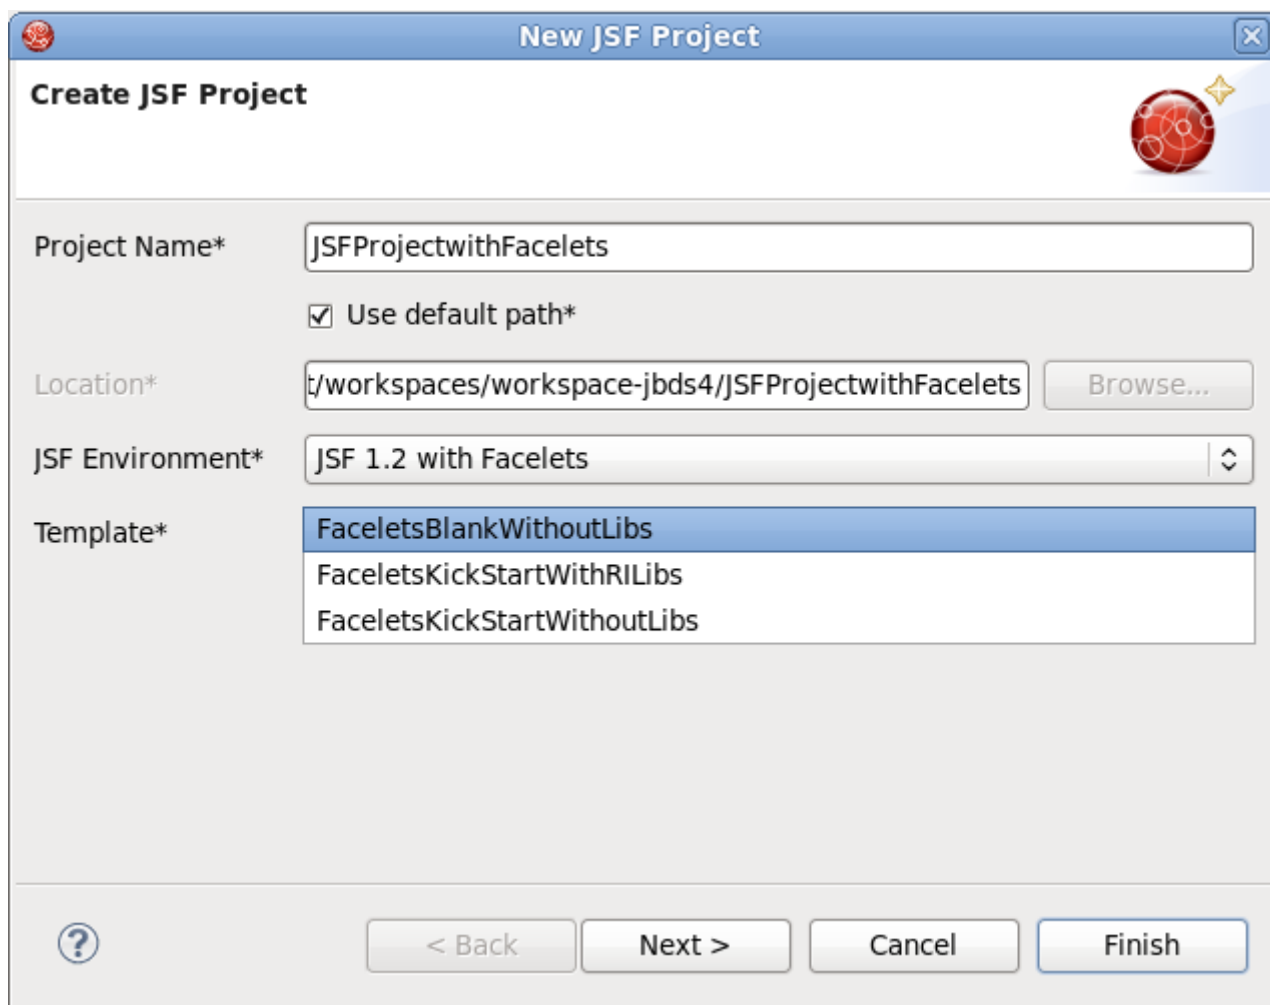 New JSF Project
Create JSF Project
Project Name* JSFProjectwithFacelets
Use default path*
Location* t/workspaces/workspace-jbds4/JSFProjectwithFacelets Browse...
JSF Environment* JSF 1.2 with Facelets
Template* FaceletsBlankWithoutLibs
FaceletsKickStartWithRILibs
FaceletsKickStartWithoutLibs
? < Back Next > Cancel Finish